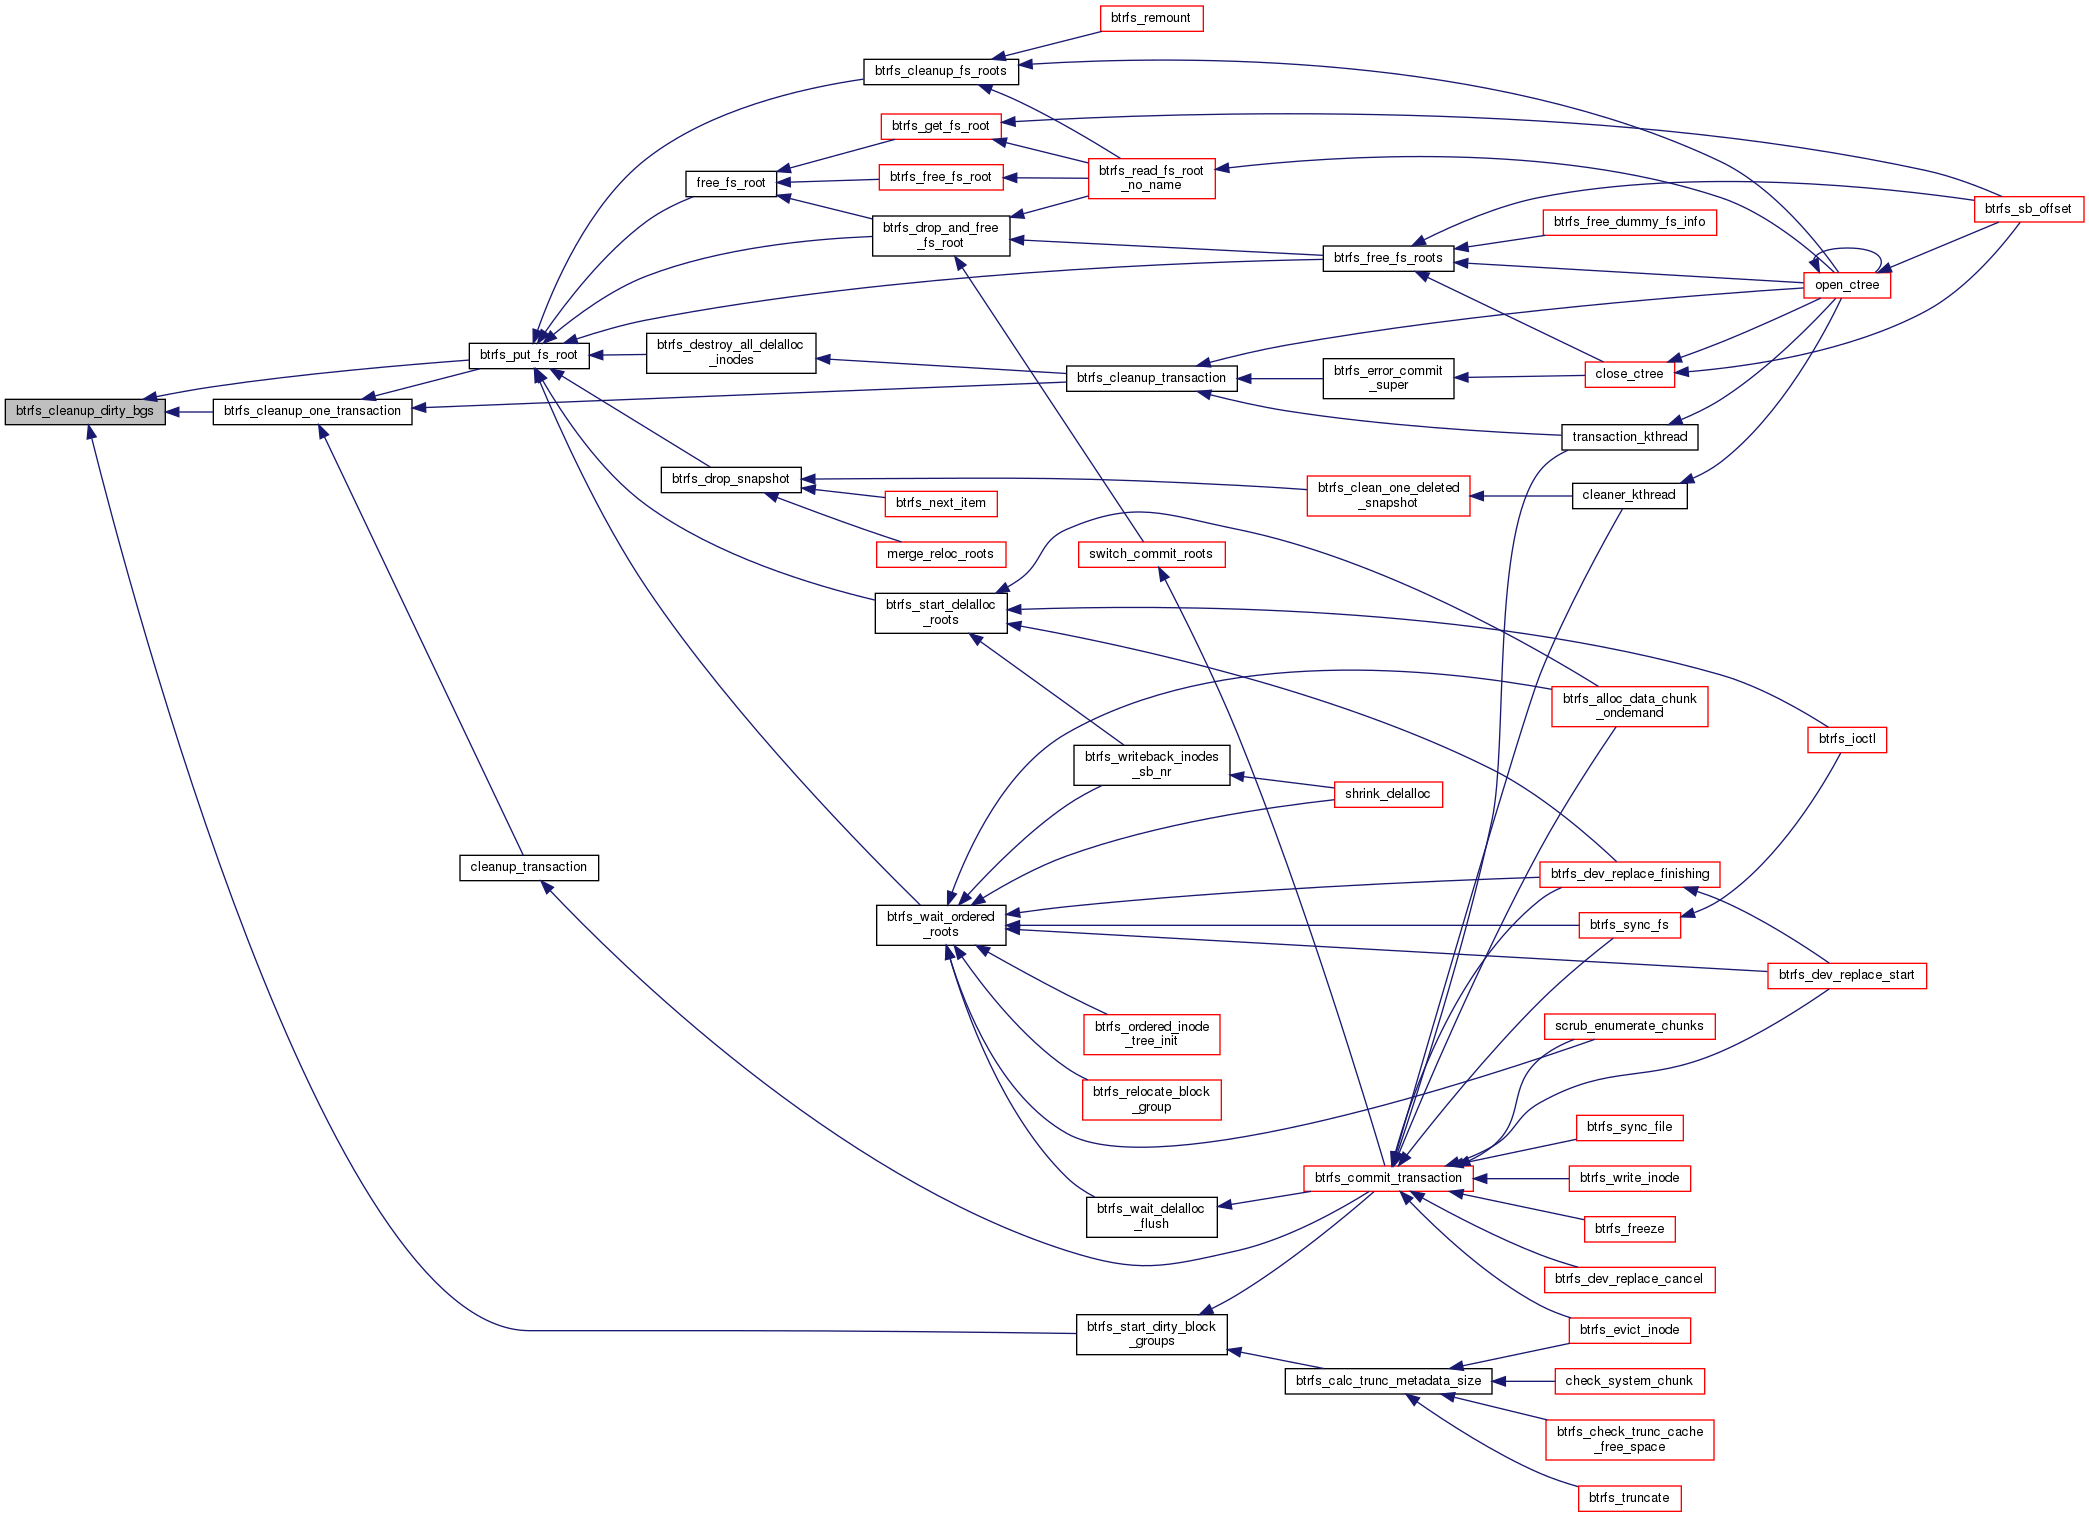 btrfs_remount
btrfs_cleanup_fs_roots
btrfs_get_fs_root
btrfs_read_fs_root
_no_name
btrfs_free_fs_root
free_fs_root
btrfs_sb_offset
btrfs_drop_and_free
_fs_root
btrfs_free_dummy_fs_info
btrfs_free_fs_roots
open_ctree
btrfs_put_fs_root
btrfs_destroy_all_delalloc
_inodes
btrfs_cleanup_transaction
btrfs_error_commit
_super
close_ctree
btrfs_cleanup_dirty_bgs
btrfs_cleanup_one_transaction
transaction_kthread
btrfs_drop_snapshot
btrfs_next_item
btrfs_clean_one_deleted
_snapshot
cleaner_kthread
merge_reloc_roots
switch_commit_roots
btrfs_start_delalloc
_roots
btrfs_alloc_data_chunk
_ondemand
btrfs_ioctl
btrfs_writeback_inodes
_sb_nr
shrink_delalloc
cleanup_transaction
btrfs_dev_replace_finishing
btrfs_wait_ordered
_roots
btrfs_sync_fs
btrfs_dev_replace_start
btrfs_ordered_inode
_tree_init
scrub_enumerate_chunks
btrfs_relocate_block
_group
btrfs_sync_file
btrfs_commit_transaction
btrfs_write_inode
btrfs_wait_delalloc
_flush
btrfs_freeze
btrfs_dev_replace_cancel
btrfs_start_dirty_block
_groups
btrfs_evict_inode
btrfs_calc_trunc_metadata_size
check_system_chunk
btrfs_check_trunc_cache
_free_space
btrfs_truncate